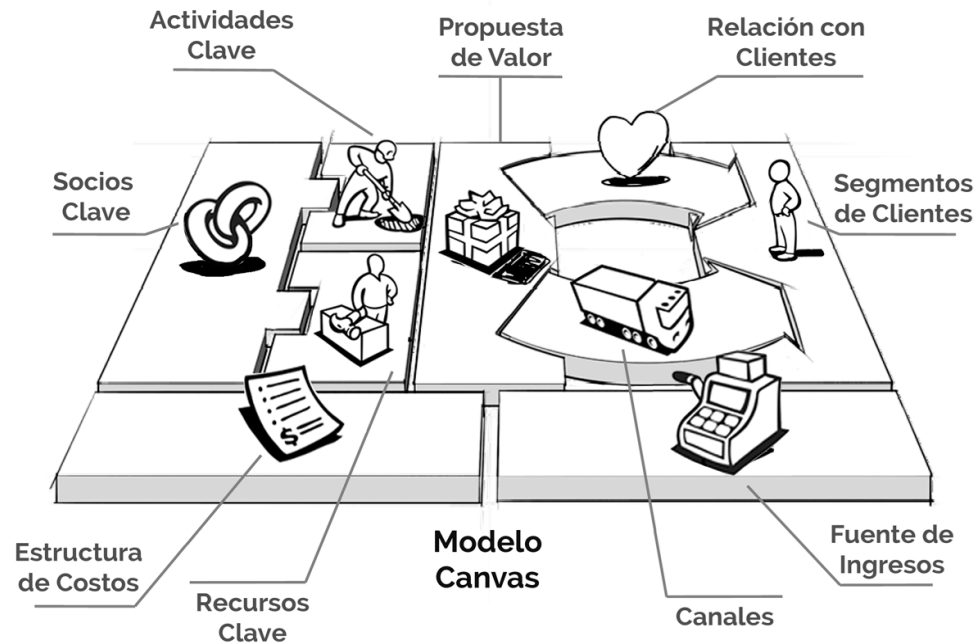 Actividades
Clave
Propuesta
de Valor
Relación con
Clientes
Socios
Clave
Segmentos
de Clientes
$
Modelo
Canvas
Estructura
de Costos
Recursos
Clave
Canales
Fuente de
Ingresos